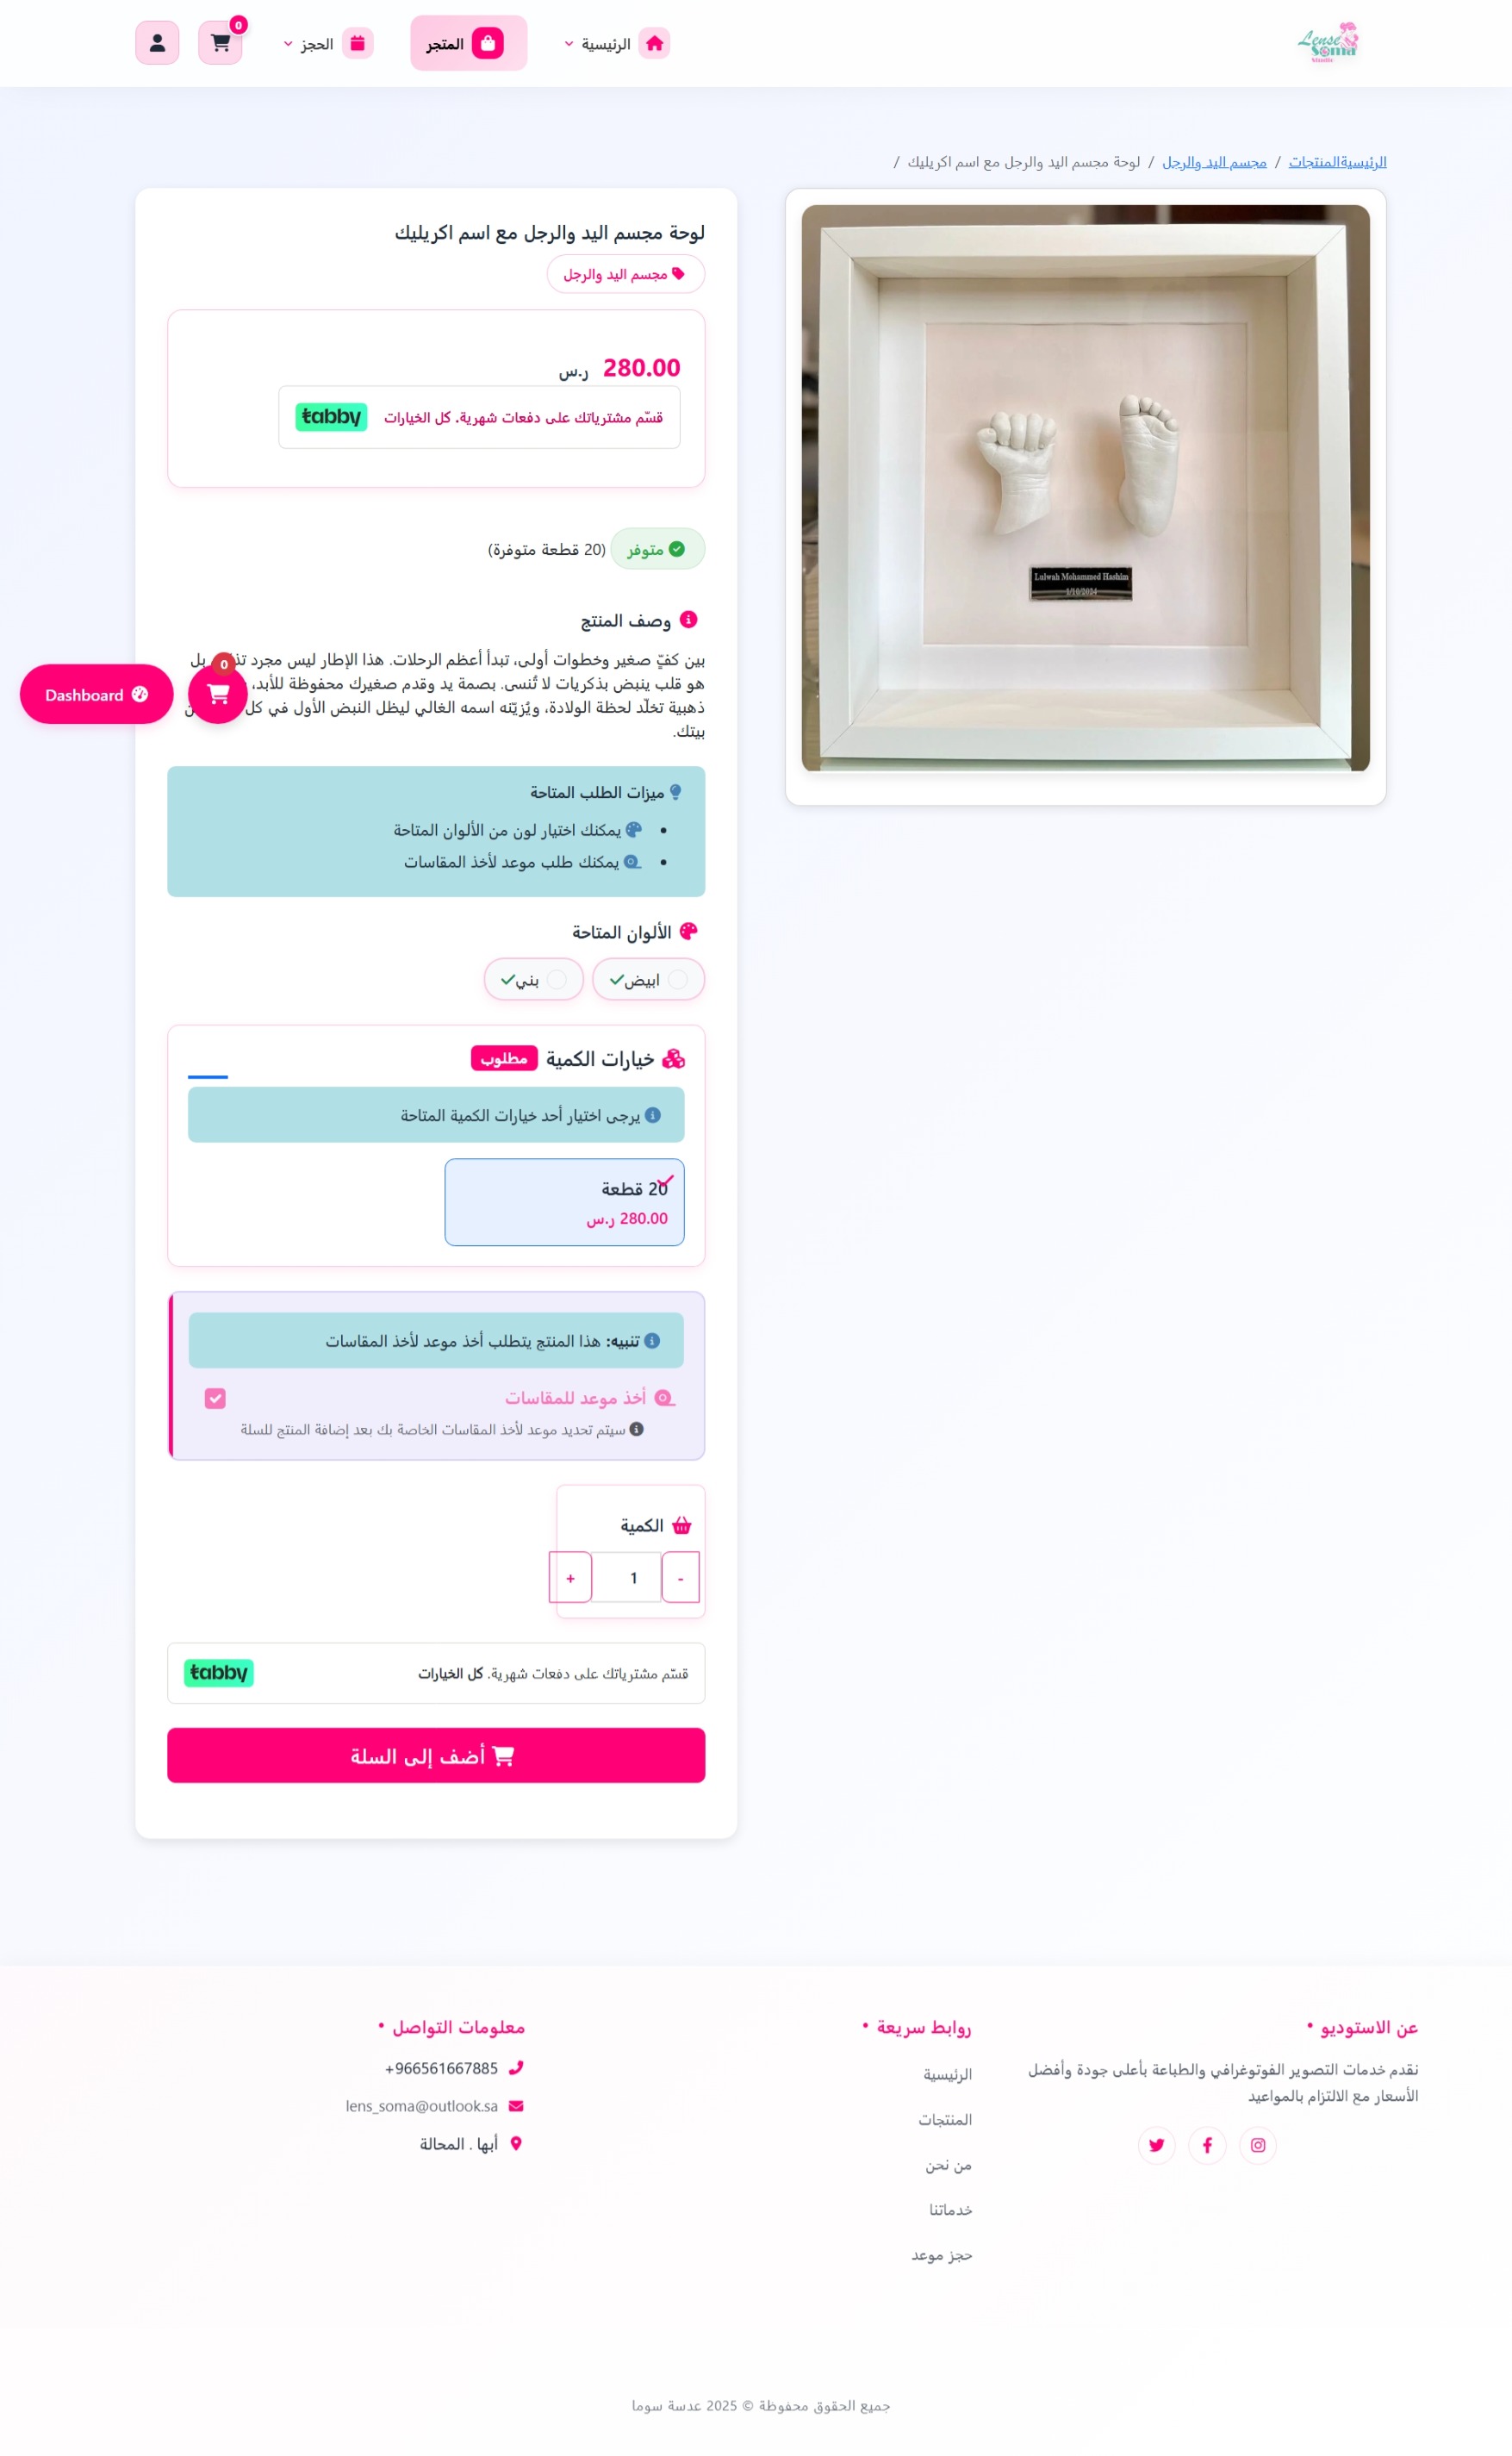 Lense
Soma
Studio
الرئيسية
المتجر
الحجز
0
الرئيسيةالمنتجات / مجسم اليد والرجل / لوحة مجسم اليد والرجل مع اسم اكريليك /
Lulwah Mohammed Hashim
1/10/2024
لوحة مجسم اليد والرجل مع اسم اكريليك
مجسم اليد والرجل
280.00 ر.س
قسّم مشترياتك على دفعات شهرية. كل الخيارات tabby
متوفر (20 قطعة متوفرة)
وصف المنتج
بين كفٍّ صغير وخطوات أولى، تبدأ أعظم الرحلات. هذا الإطار ليس مجرد بل
هو قلب ينبض بذكريات لا تُنسى. بصمة يد وقدم صغيرك محفوظة للأبد،
ذهبية تخلّد لحظة الولادة، ويُزيّنه اسمه الغالي ليظل النبض الأول في كل
بيتك.
0
Dashboard
ميزات الطلب المتاحة
يمكنك اختيار لون من الألوان المتاحة
يمكنك طلب موعد لأخذ المقاسات
الألوان المتاحة
ابيض
بني
خيارات الكمية مطلوب
يرجى اختيار أحد خيارات الكمية المتاحة
20 قطعة
280.00 ر.س
تنبيه: هذا المنتج يتطلب أخذ موعد لأخذ المقاسات
أخذ موعد للمقاسات
سيتم تحديد موعد لأخذ المقاسات الخاصة بك بعد إضافة المنتج للسلة
الكمية
- 1 +
قسّم مشترياتك على دفعات شهرية. كل الخيارات tabby
أضف إلى السلة
عن الاستوديو
نقدم خدمات التصوير الفوتوغرافي والطباعة بأعلى جودة وأفضل
الأسعار مع الالتزام بالمواعيد
روابط سريعة
الرئيسية
المنتجات
من نحن
خدماتنا
حجز موعد
معلومات التواصل
+966561667885
lens_soma@outlook.sa
أبها . المحالة
جميع الحقوق محفوظة © 2025 عدسة سوما